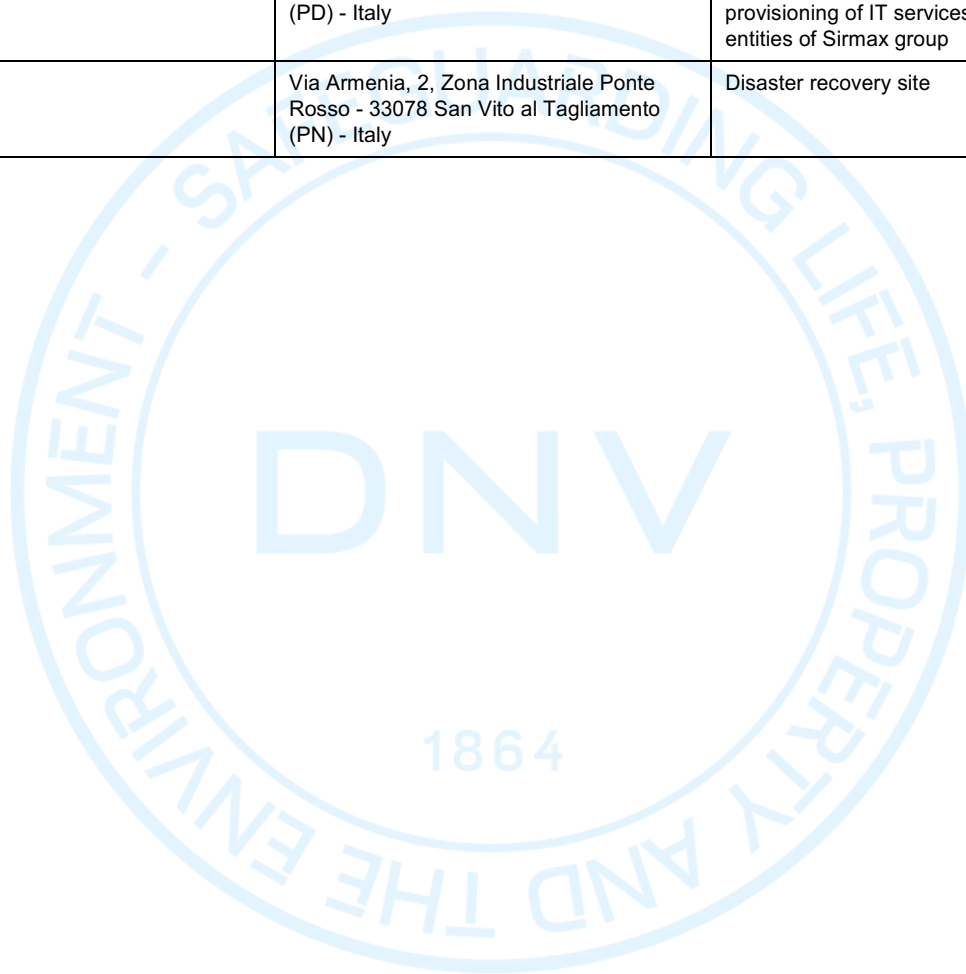 (PD) - Italy
provisioning of IT services
entities of Sirmax group
Via Armenia, 2, Zona Industriale Ponte
Rosso - 33078 San Vito al Tagliamento
(PN) - Italy
Disaster recovery site
SAFEGUARDING LIFE, PROPERTY AND THE ENVIRONMENT -
DNV
1864